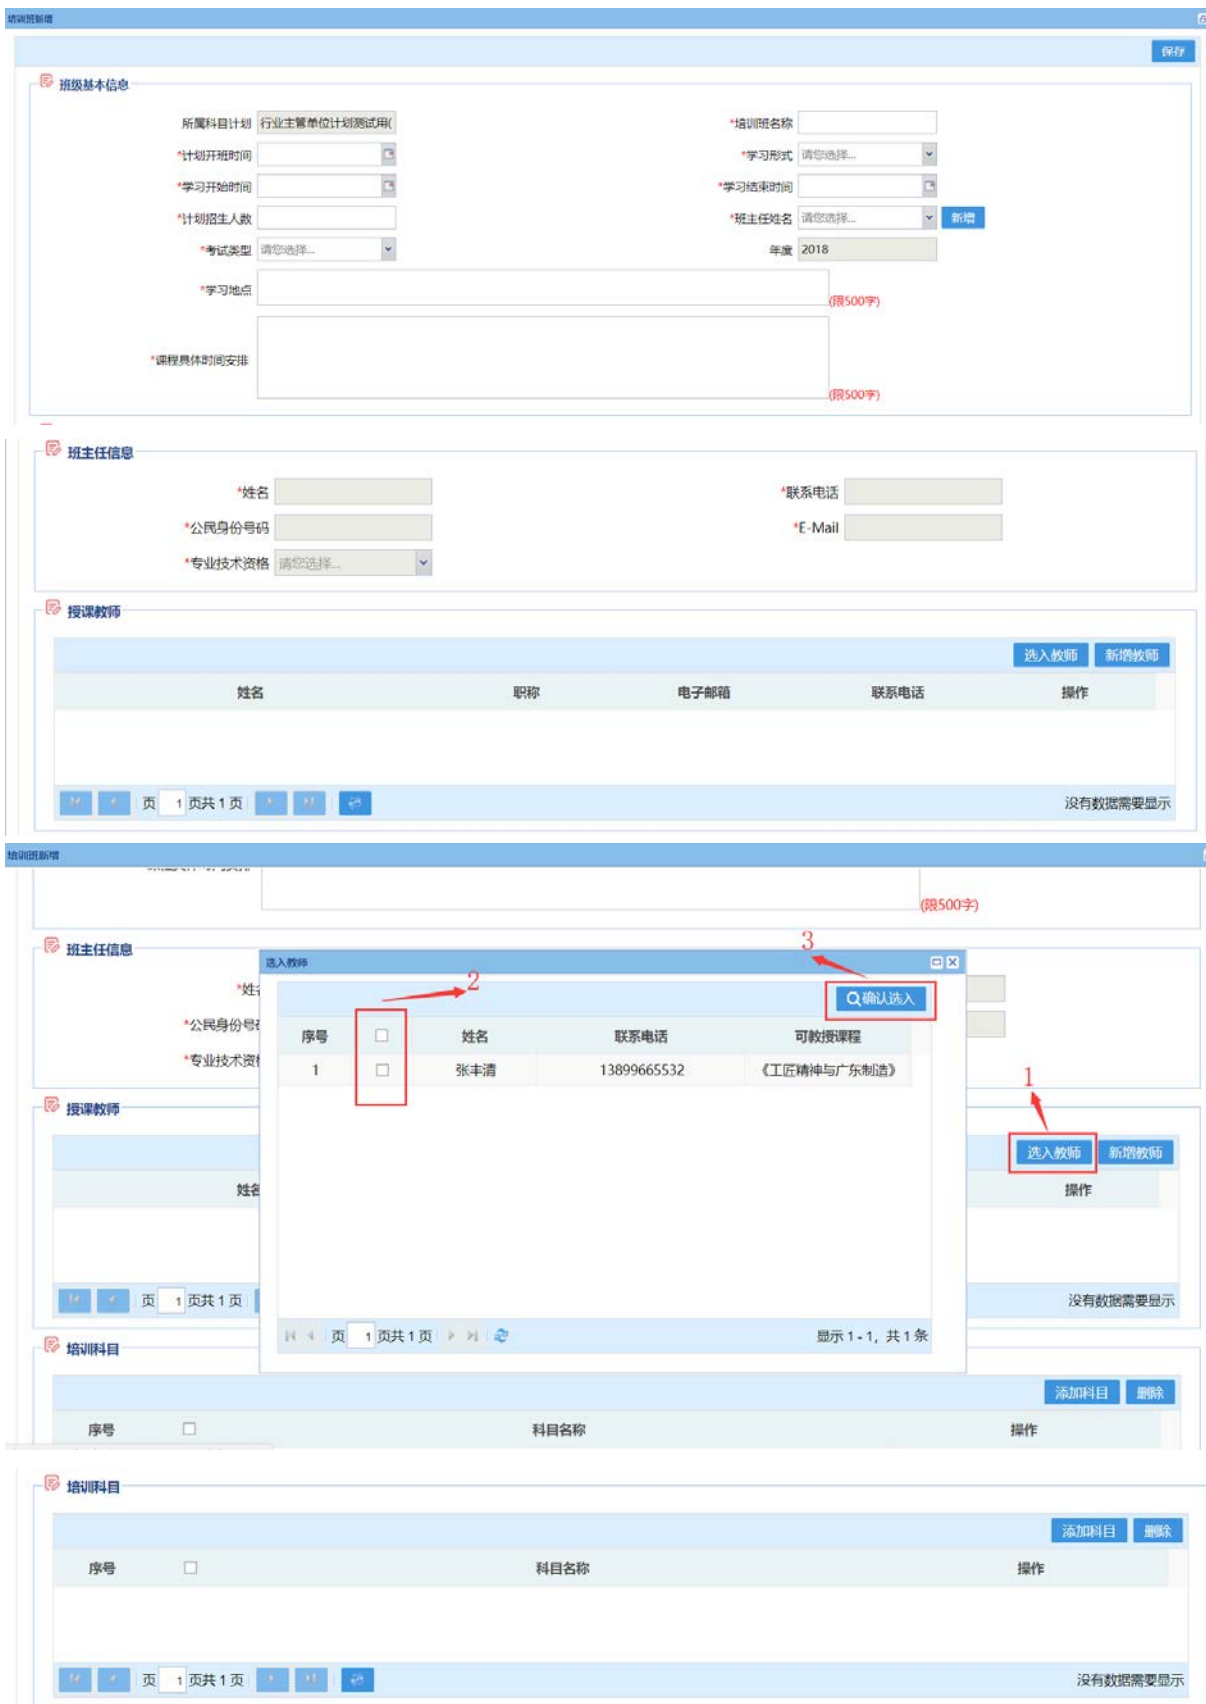 培训班新增
保存
班级基本信息
所属科目计划 行业主管单位计划测试用( *培训班名称
*计划开班时间 *学习形式 请您选择...
*学习开始时间 *学习结束时间
*计划招生人数 *班主任姓名 请您选择... 新增
*考试类型 请您选择... 年度 2018
*学习地点 (限500字)
*课程具体时间安排 (限500字)
班主任信息
*姓名 *联系电话
*公民身份号码 *E-Mail
*专业技术资格 请您选择...
授课教师
选入教师 新增教师
姓名 职称 电子邮箱 联系电话 操作
页 1 页共 1 页 没有数据需要显示
培训班新增
(限500字)
班主任信息 3
选入教师
*姓 2 确认选入
*公民身份号 序号 姓名 联系电话 可教授课程
*专业技术资 1 张丰清 13899665532 《工匠精神与广东制造》
1
授课教师
选入教师 新增教师
姓名 操作
页 1 页共 1 页 没有数据需要显示
页 1 页共 1 页 显示 1 - 1, 共 1 条
培训科目
添加科目 删除
序号 科目名称 操作
培训科目
添加科目 删除
序号 科目名称 操作
页 1 页共 1 页 没有数据需要显示